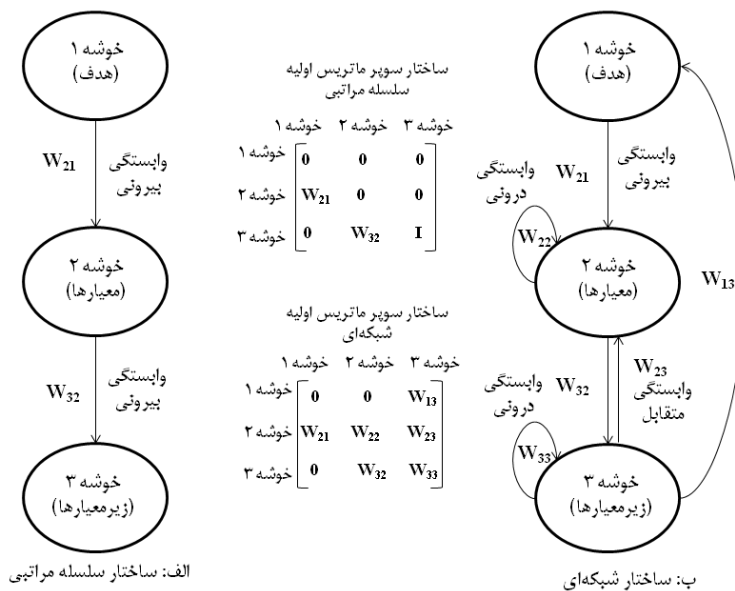 خوشه ۱
(هدف)
W21
وابستگی
بیرونی
خوشه ۲
(معیارها)
W32
وابستگی
بیرونی
خوشه ۳
(زیرمعیارها)
الف: ساختار سلسله مراتبی
ساختار سوپر ماتریس اولیه
سلسله مراتبی
خوشه ۱ خوشه ۲ خوشه ۳
خوشه ۱ 0 0 0
خوشه ۲ W21 0 0
خوشه ۳ 0 W32 I
ساختار سوپر ماتریس اولیه
شبکه‌ای
خوشه ۱ خوشه ۲ خوشه ۳
خوشه ۱ 0 0 W13
خوشه ۲ W21 W22 W23
خوشه ۳ 0 W32 W33
خوشه ۱
(هدف)
W21
وابستگی
بیرونی
وابستگی
درونی
W22
خوشه ۲
(معیارها)
W13
W32
W23
وابستگی
متقابل
وابستگی
درونی
W33
خوشه ۳
(زیرمعیارها)
ب: ساختار شبکه‌ای